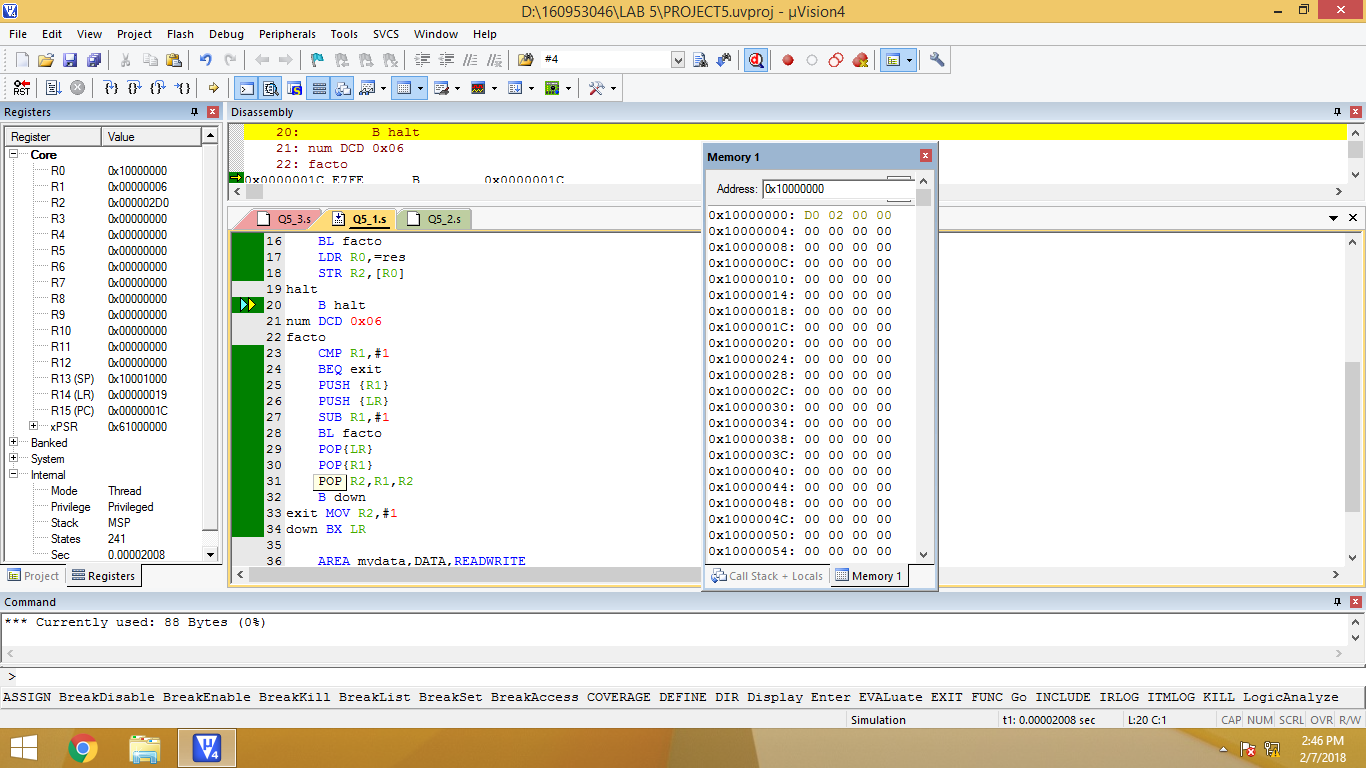 D:\160953046\LAB 5\PROJECT5.uvproj - µVision4
File Edit View Project Flash Debug Peripherals Tools SVCS Window Help
#4
RST
Registers
Register Value
Core
R0 0x10000000
R1 0x00000006
R2 0x000002D0
R3 0x00000000
R4 0x00000000
R5 0x00000000
R6 0x00000000
R7 0x00000000
R8 0x00000000
R9 0x00000000
R10 0x00000000
R11 0x00000000
R12 0x00000000
R13 (SP) 0x10001000
R14 (LR) 0x00000019
R15 (PC) 0x0000001C
xPSR 0x61000000
Banked
System
Internal
Mode Thread
Privilege Privileged
Stack MSP
States 241
Sec 0.00002008
Project Registers
Disassembly
20: B halt
21: num DCD 0x06
22: facto
0x0000001C E7FE B 0x0000001C
Q5_3.s Q5_1.s Q5_2.s
16 BL facto
17 LDR R0,=res
18 STR R2,[R0]
19 halt
20 B halt
21 num DCD 0x06
22 facto
23 CMP R1,#1
24 BEQ exit
25 PUSH {R1}
26 PUSH {LR}
27 SUB R1,#1
28 BL facto
29 POP{LR}
30 POP{R1}
31 POP R2,R1,R2
32 B down
33 exit MOV R2,#1
34 down BX LR
35
36 AREA mydata,DATA,READWRITE
Memory 1
Address: 0x10000000
0x10000000: D0 02 00 00
0x10000004: 00 00 00 00
0x10000008: 00 00 00 00
0x1000000C: 00 00 00 00
0x10000010: 00 00 00 00
0x10000014: 00 00 00 00
0x10000018: 00 00 00 00
0x1000001C: 00 00 00 00
0x10000020: 00 00 00 00
0x10000024: 00 00 00 00
0x10000028: 00 00 00 00
0x1000002C: 00 00 00 00
0x10000030: 00 00 00 00
0x10000034: 00 00 00 00
0x10000038: 00 00 00 00
0x1000003C: 00 00 00 00
0x10000040: 00 00 00 00
0x10000044: 00 00 00 00
0x10000048: 00 00 00 00
0x1000004C: 00 00 00 00
0x10000050: 00 00 00 00
0x10000054: 00 00 00 00
Call Stack + Locals Memory 1
Command
*** Currently used: 88 Bytes (0%)
>
ASSIGN BreakDisable BreakEnable BreakKill BreakList BreakSet BreakAccess COVERAGE DEFINE DIR Display Enter EVALuate EXIT FUNC Go INCLUDE IRLOG ITMLOG KILL LogicAnalyze
Simulation t1: 0.00002008 sec L:20 C:1 CAP NUM SCRL OVR R/W
2:46 PM
2/7/2018